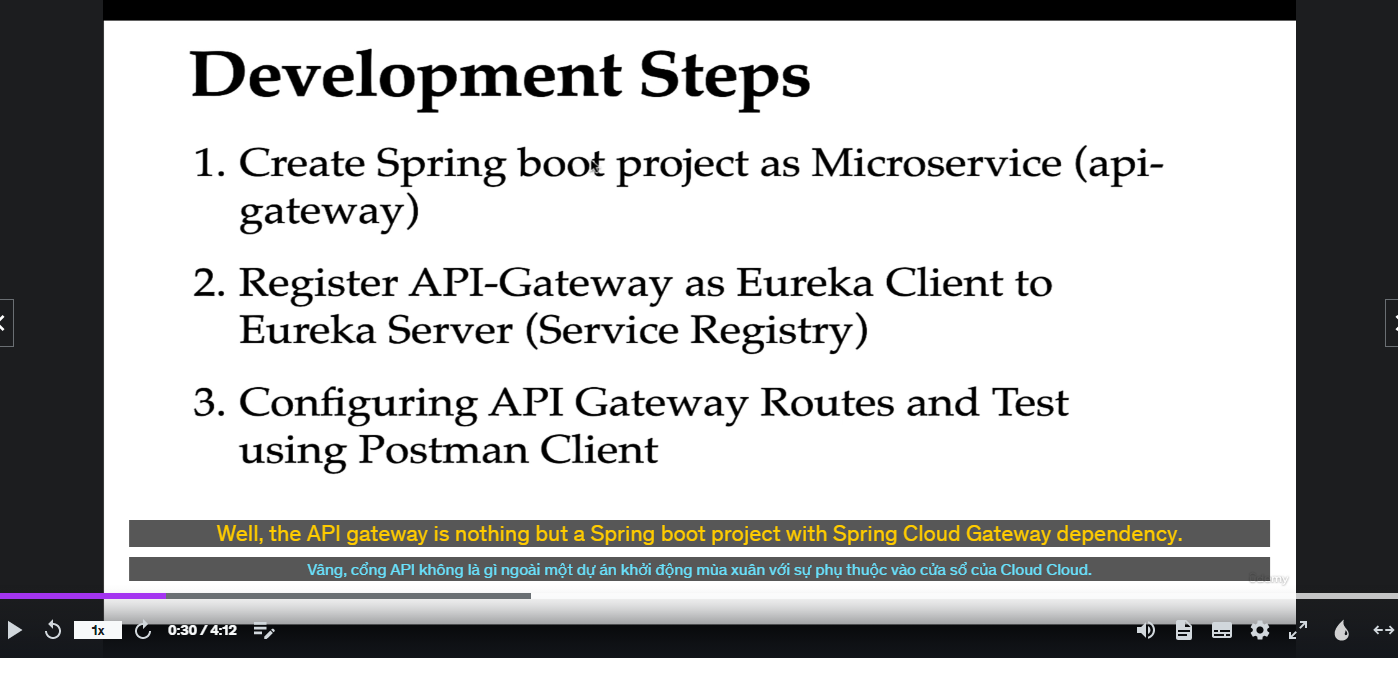 Development Steps
1. Create Spring boot project as Microservice (api-
gateway)
2. Register API-Gateway as Eureka Client to
Eureka Server (Service Registry)
3. Configuring API Gateway Routes and Test
using Postman Client
Well, the API gateway is nothing but a Spring boot project with Spring Cloud Gateway dependency.
Vâng, cổng API không là gì ngoài một dự án khởi động mùa xuân với sự phụ thuộc vào cửa sổ của Cloud Cloud.
1x
0:30 / 4:12